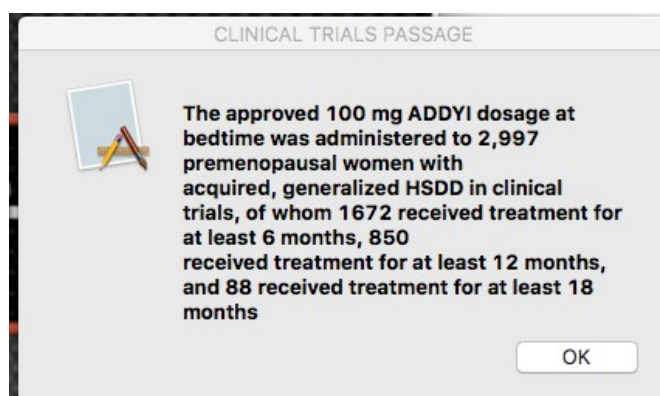 CLINICAL TRIALS PASSAGE
The approved 100 mg ADDYI dosage at
bedtime was administered to 2,997
premenopausal women with
acquired, generalized HSDD in clinical
trials, of whom 1672 received treatment for
at least 6 months, 850
received treatment for at least 12 months,
and 88 received treatment for at least 18
months
OK